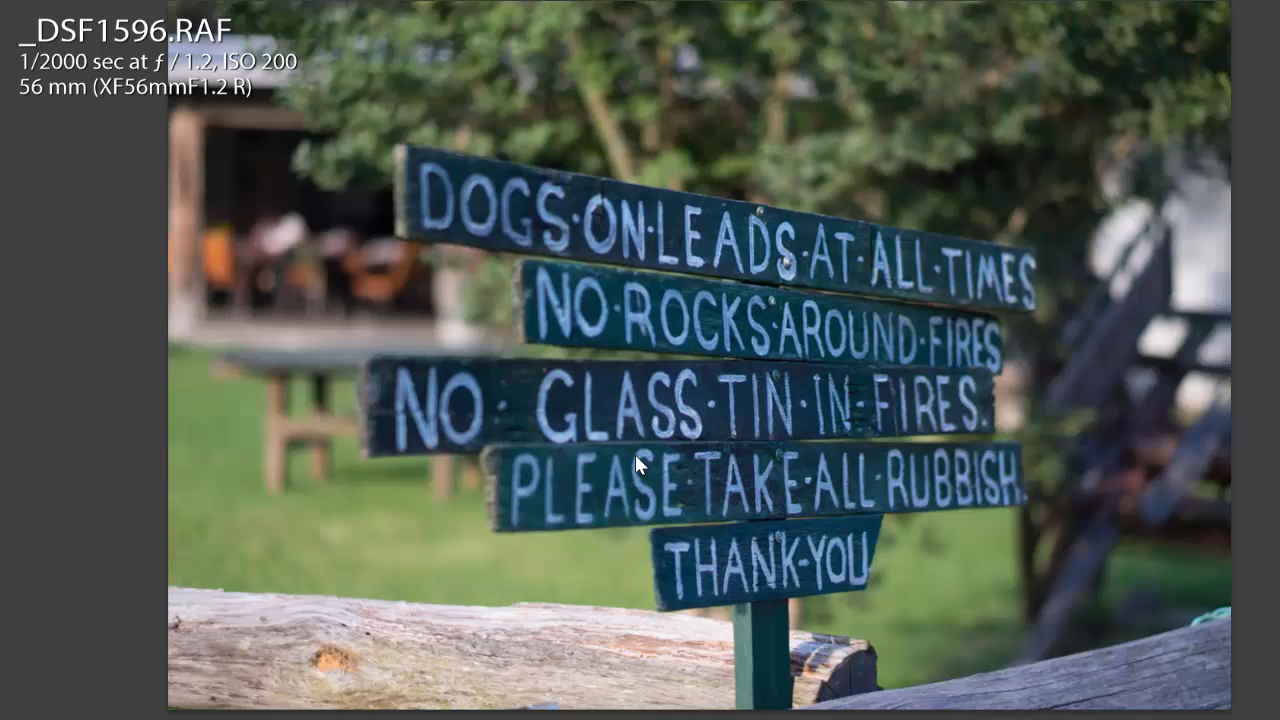 _DSF1596.RAF
1/2000 sec at ƒ / 1.2, ISO 200
56 mm (XF56mmF1.2 R)
DOGS·ON·LEADS·AT·ALL·TIMES
NO·ROCKS·AROUND·FIRES
NO· GLASS·TIN·IN·FIRES.
PLEASE·TAKE·ALL·RUBBISH.
THANK-YOU